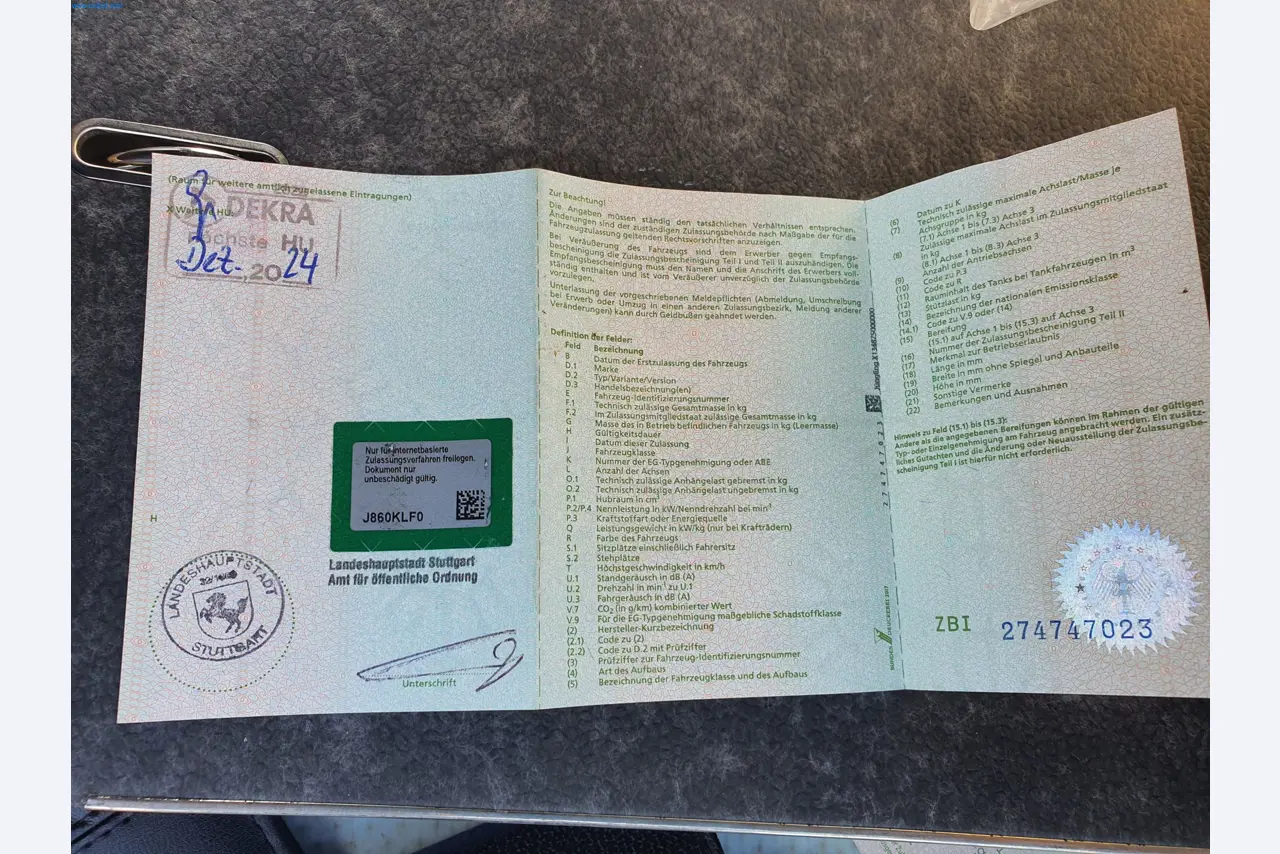 (Raum für weitere amtlich zugelassene Eintragungen)
X Weitere HU:
DEKRA
Nächste HU
Dez. 2024
H
LANDESHAUPTSTADT
STUTTGART
Nur für internetbasierte
Zulassungsverfahren freilegen.
Dokument nur
unbeschädigt gültig.
J860KLF0
Landeshauptstadt Stuttgart
Amt für öffentliche Ordnung
Unterschrift
Zur Beachtung!
Die Angaben müssen ständig den tatsächlichen Verhältnissen entsprechen.
Änderungen sind der zuständigen Zulassungsbehörde nach Maßgabe der für die
Fahrzeugzulassung geltenden Rechtsvorschriften anzuzeigen.
Bei Veräußerung des Fahrzeugs sind dem Erwerber gegen Empfangs-
bescheinigung die Zulassungsbescheinigung Teil I und Teil II auszuhändigen. Die
Empfangsbescheinigung muss den Namen und die Anschrift des Erwerbers voll-
ständig enthalten und ist vom Veräußerer unverzüglich der Zulassungsbehörde
vorzulegen.
Unterlassung der vorgeschriebenen Meldepflichten (Abmeldung, Umschreibung
bei Erwerb oder Umzug in einen anderen Zulassungsbezirk, Meldung anderer
Veränderungen) kann durch Geldbußen geahndet werden.
Definition der Felder:
Feld Bezeichnung
B Datum der Erstzulassung des Fahrzeugs
D.1 Marke
D.2 Typ/Variante/Version
D.3 Handelsbezeichnung(en)
E Fahrzeug-Identifizierungsnummer
F.1 Technisch zulässige Gesamtmasse in kg
F.2 Im Zulassungsmitgliedstaat zulässige Gesamtmasse in kg
G Masse des in Betrieb befindlichen Fahrzeugs in kg (Leermasse)
H Gültigkeitsdauer
I Datum dieser Zulassung
J Fahrzeugklasse
K Nummer der EG-Typgenehmigung oder ABE
L Anzahl der Achsen
O.1 Technisch zulässige Anhängelast gebremst in kg
O.2 Technisch zulässige Anhängelast ungebremst in kg
P.1 Hubraum in cm³
P.2/P.4 Nennleistung in kW/Nenndrehzahl bei min⁻¹
P.3 Kraftstoffart oder Energiequelle
Q Leistungsgewicht in kW/kg (nur bei Krafträdern)
R Farbe des Fahrzeugs
S.1 Sitzplätze einschließlich Fahrersitz
S.2 Stehplätze
T Höchstgeschwindigkeit in km/h
U.1 Standgeräusch in dB (A)
U.2 Drehzahl in min⁻¹ zu U.1
U.3 Fahrgeräusch in dB (A)
V.7 CO₂ (in g/km) kombinierter Wert
V.9 Für die EG-Typgenehmigung maßgebliche Schadstoffklasse
(2) Hersteller-Kurzbezeichnung
(2.1) Code zu (2)
(2.2) Code zu D.2 mit Prüfziffer
(3) Prüfziffer zur Fahrzeug-Identifizierungsnummer
(4) Art des Aufbaus
(5) Bezeichnung der Fahrzeugklasse und des Aufbaus
274747023
BUNDESDRUCKEREI
(6) Datum zu K
(7) Technisch zulässige maximale Achslast/Masse je
Achsgruppe in kg
(7.1) Achse 1 bis (7.3) Achse 3
(8) Zulässige maximale Achslast im Zulassungsmitgliedstaat
in kg
(8.1) Achse 1 bis (8.3) Achse 3
(9) Anzahl der Antriebsachsen
(10) Code zu P.3
(11) Rauminhalt des Tanks bei Tankfahrzeugen in m³
(12) Stützlast in kg
(13) Bezeichnung der nationalen Emissionsklasse
(14) Code zu V.9 oder (14)
(14.1) Bereifung
(15) (15.1) auf Achse 1 bis (15.3) auf Achse 3
Nummer der Zulassungsbescheinigung Teil II
(16) Merkmal zur Betriebserlaubnis
(17) Länge in mm
(18) Breite in mm ohne Spiegel und Anbauteile
(19) Höhe in mm
(20) Sonstige Vermerke
(21) Bemerkungen und Ausnahmen
(22)
Hinweis zu Feld (15.1) bis (15.3):
Andere als die angegebenen Bereifungen können im Rahmen der gültigen
Typ- oder Einzelgenehmigung am Fahrzeug angebracht werden. Ein zusätz-
liches Gutachten und die Änderung oder Neuausstellung der Zulassungsbe-
scheinigung Teil I ist hierfür nicht erforderlich.
ZBI 274747023